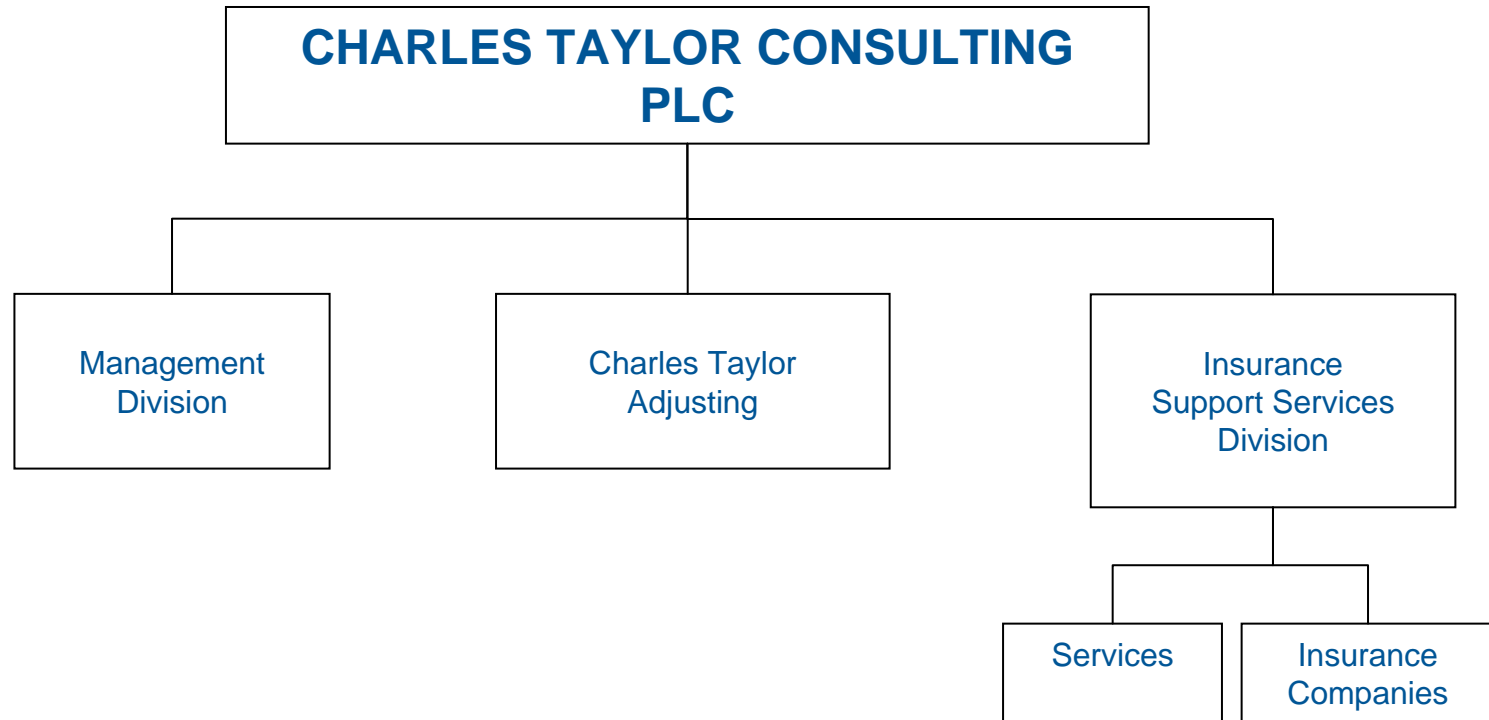 CHARLES TAYLOR CONSULTING
PLC
Management
Division
Charles Taylor
Adjusting
Insurance
Support Services
Division
Services
Insurance
Companies